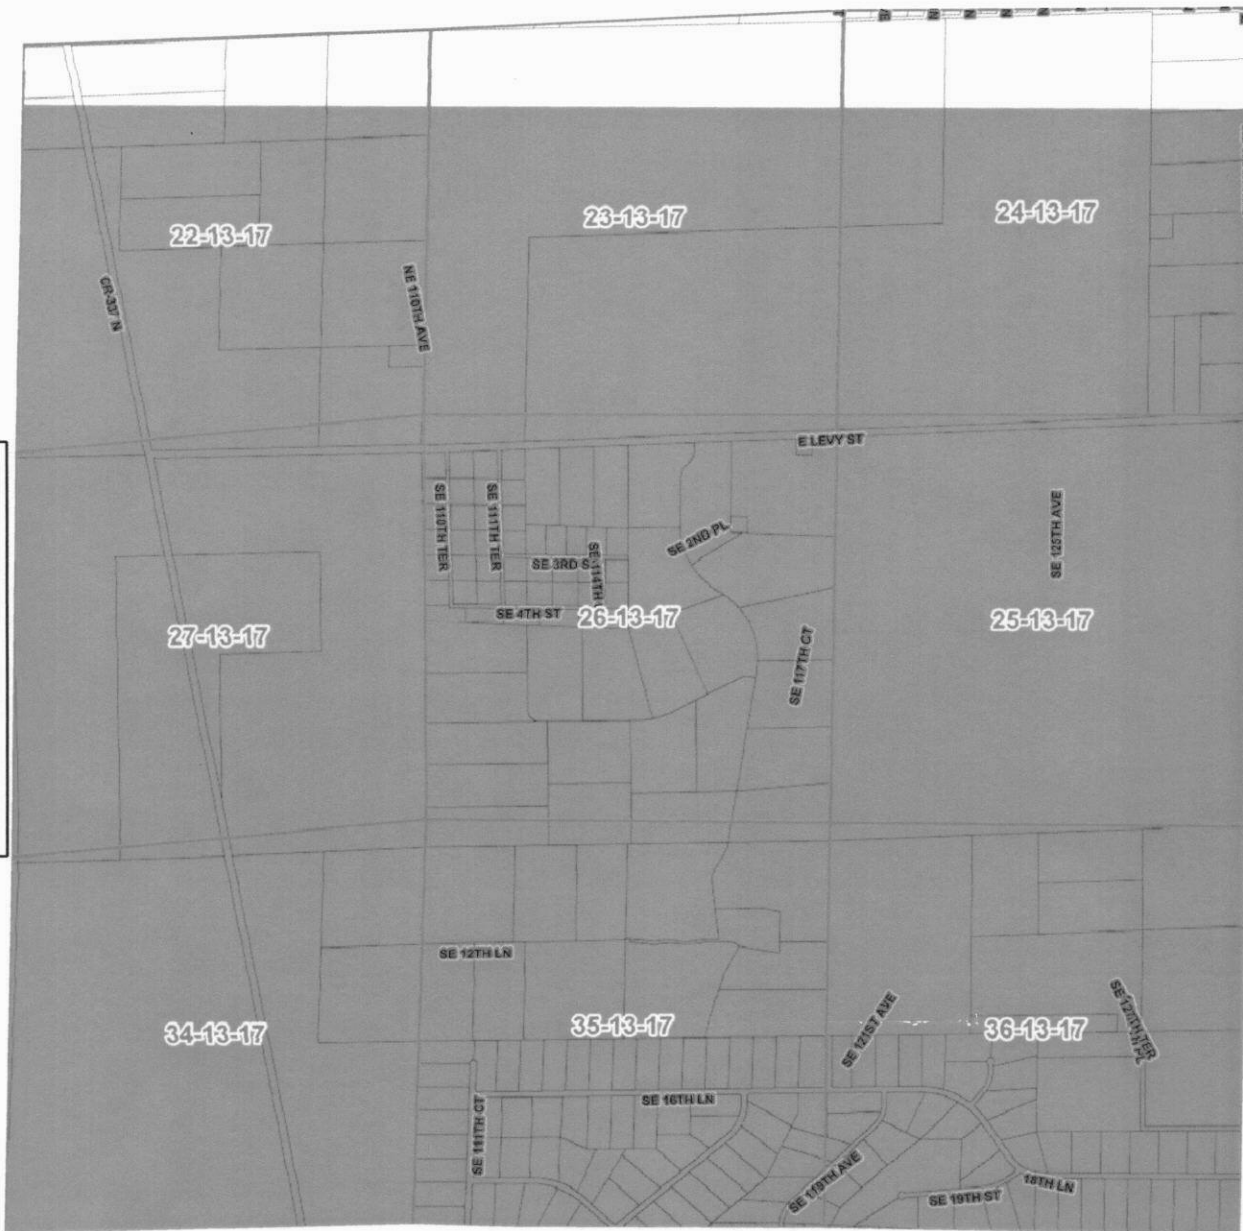 22-13-17
23-13-17
24-13-17
CR-337 N
NE 110TH AVE
E LEVY ST
SE 110TH TER
SE 111TH TER
SE 3RD S
SE 114TH
SE 2ND PL
SE 125TH AVE
SE 4TH ST
26-13-17
25-13-17
27-13-17
SE 117TH CT
SE 12TH LN
34-13-17
35-13-17
SE 121ST AVE
36-13-17
SE 16TH LN
SE 111TH CT
SE 119TH AVE
SE 19TH ST
18TH LN